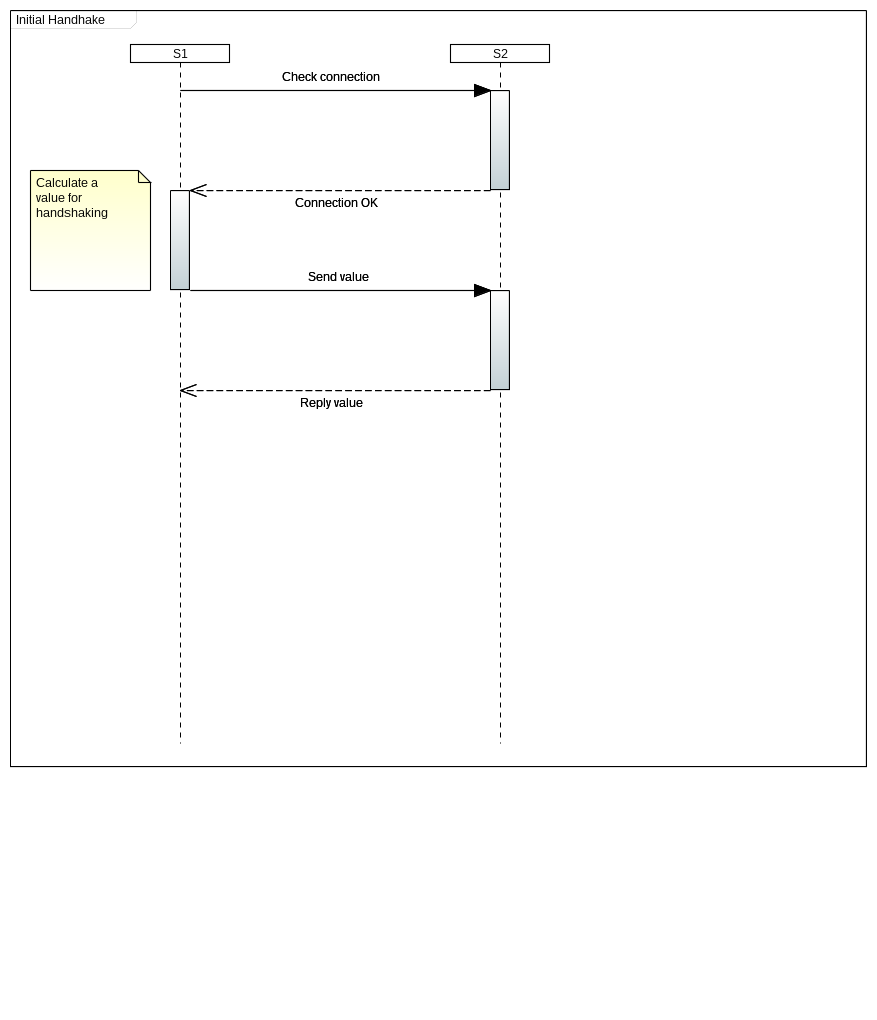 Initial Handhake
S1
S2
Check connection
Calculate a
value for
handshaking
Connection OK
Send value
Reply value